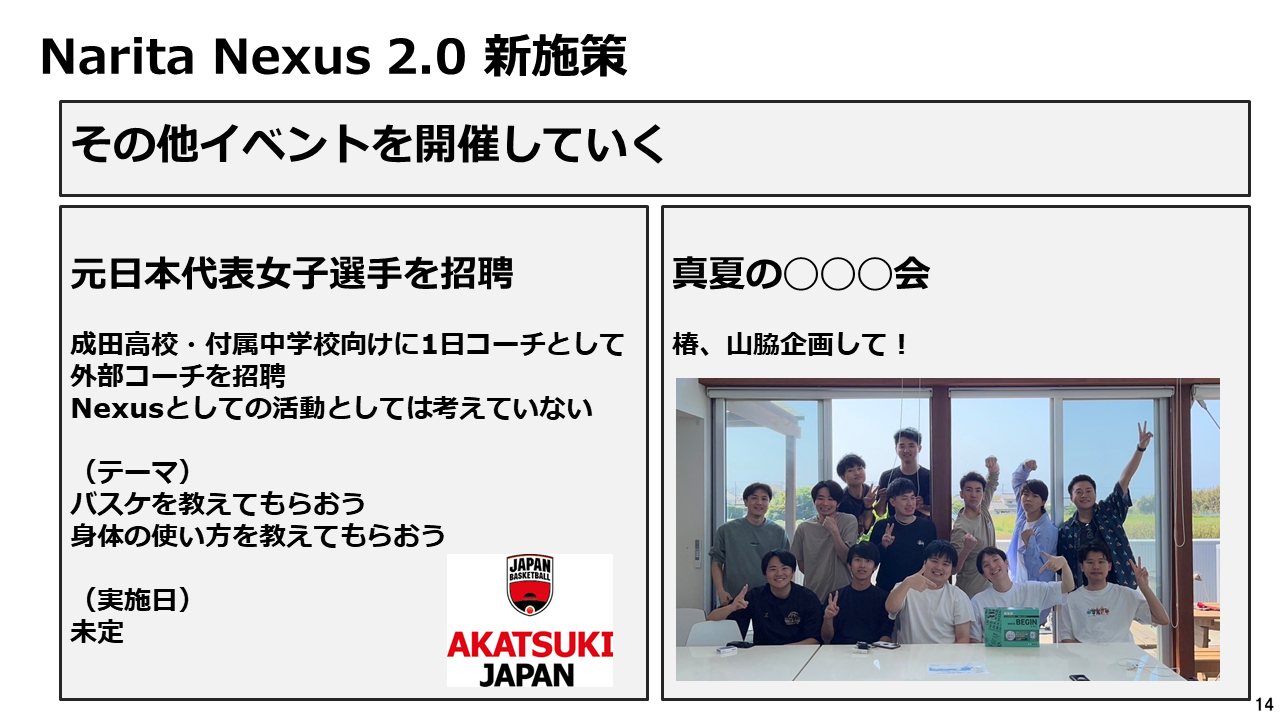 Narita Nexus 2.0 新施策
その他イベントを開催していく
元日本代表女子選手を招聘
成田高校・付属中学校向けに1日コーチとして
外部コーチを招聘
Nexusとしての活動としては考えていない
（テーマ）
バスケを教えてもらおう
身体の使い方を教えてもらおう
（実施日）
未定
JAPAN
BASKETBALL
AKATSUKI
JAPAN
真夏の〇〇〇会
椿、山脇企画して！
BEGIN
14